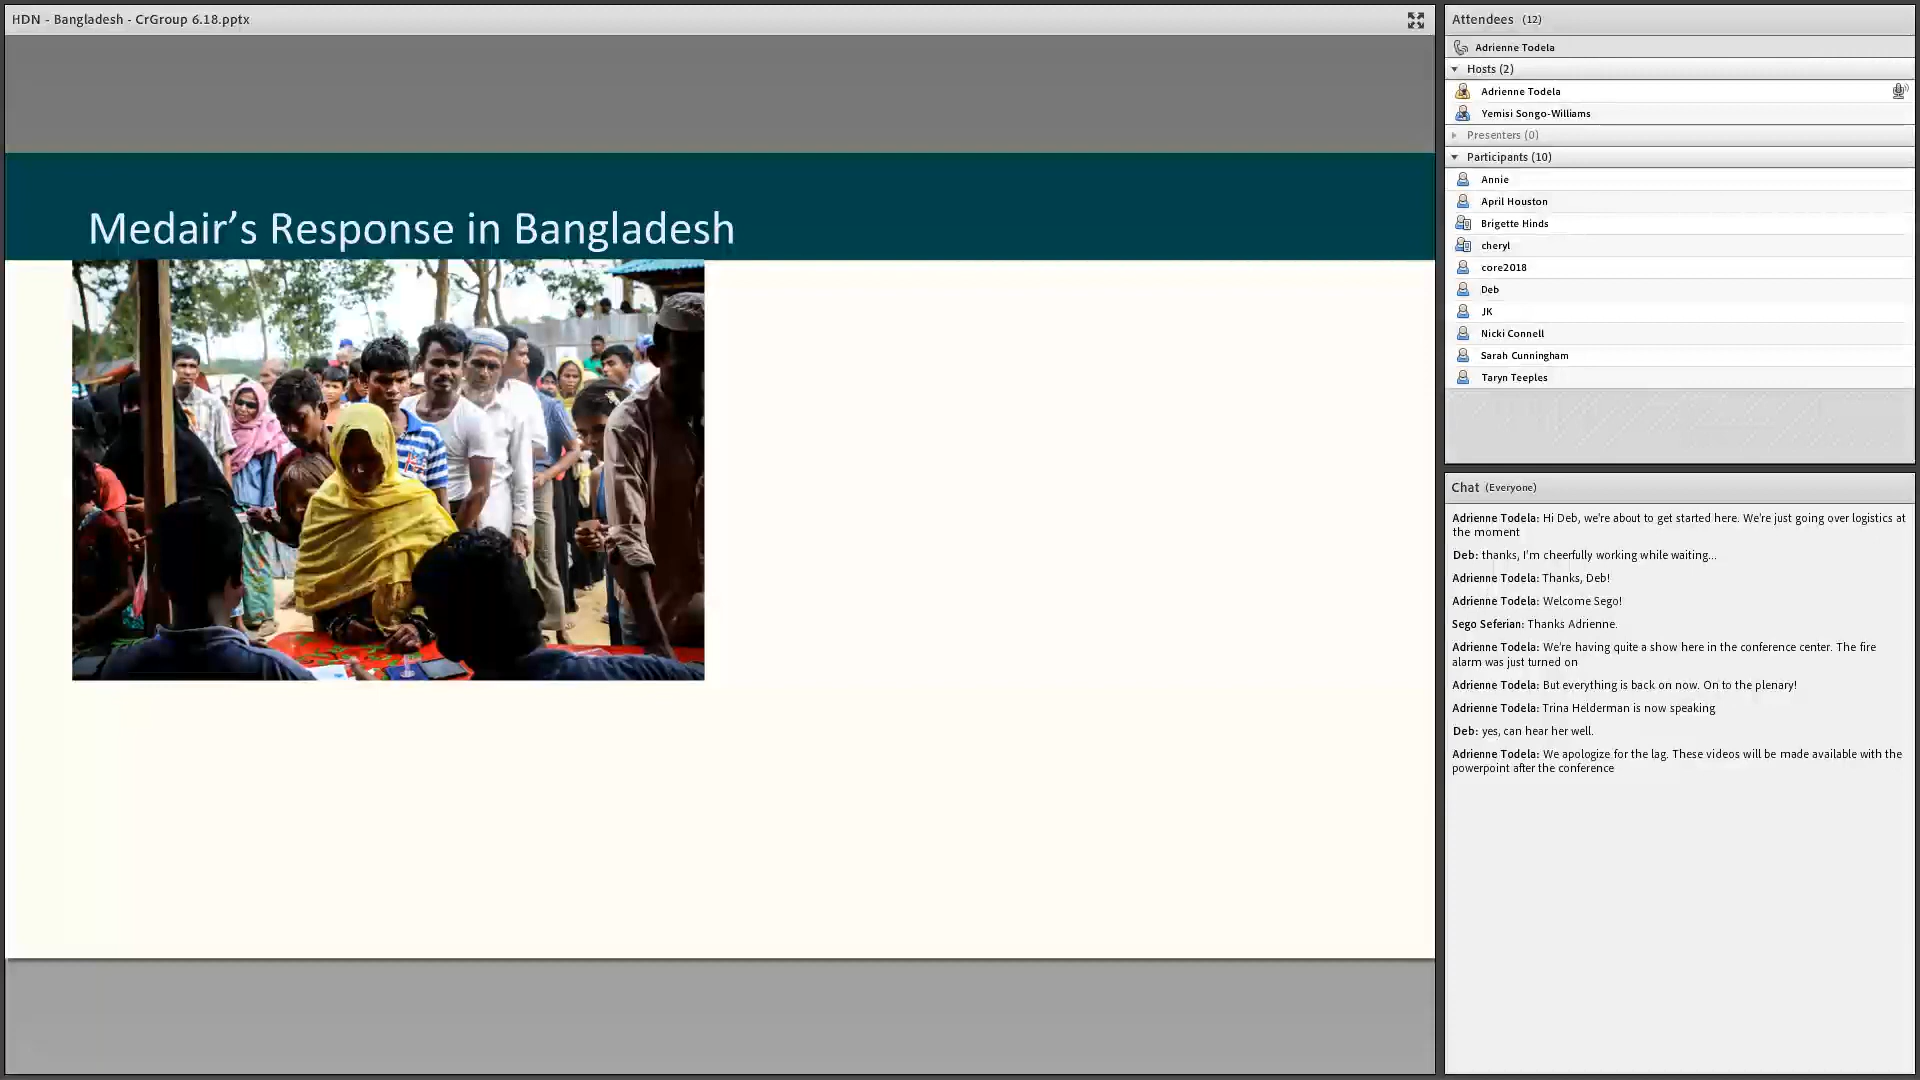 HDN - Bangladesh - CrGroup 6.18.pptx
Medair’s Response in Bangladesh
Attendees (12)
Adrienne Todela
Hosts (2)
Adrienne Todela
Yemisi Songo-Williams
Presenters (0)
Participants (10)
Annie
April Houston
Brigette Hinds
cheryl
core2018
Deb
JK
Nicki Connell
Sarah Cunningham
Taryn Teeples
Chat (Everyone)
Adrienne Todela: Hi Deb, we're about to get started here. We're just going over logistics at
the moment
Deb: thanks, I'm cheerfully working while waiting...
Adrienne Todela: Thanks, Deb!
Adrienne Todela: Welcome Sego!
Sego Seferian: Thanks Adrienne.
Adrienne Todela: We're having quite a show here in the conference center. The fire
alarm was just turned on
Adrienne Todela: But everything is back on now. On to the plenary!
Adrienne Todela: Trina Helderman is now speaking
Deb: yes, can hear her well.
Adrienne Todela: We apologize for the lag. These videos will be made available with the
powerpoint after the conference